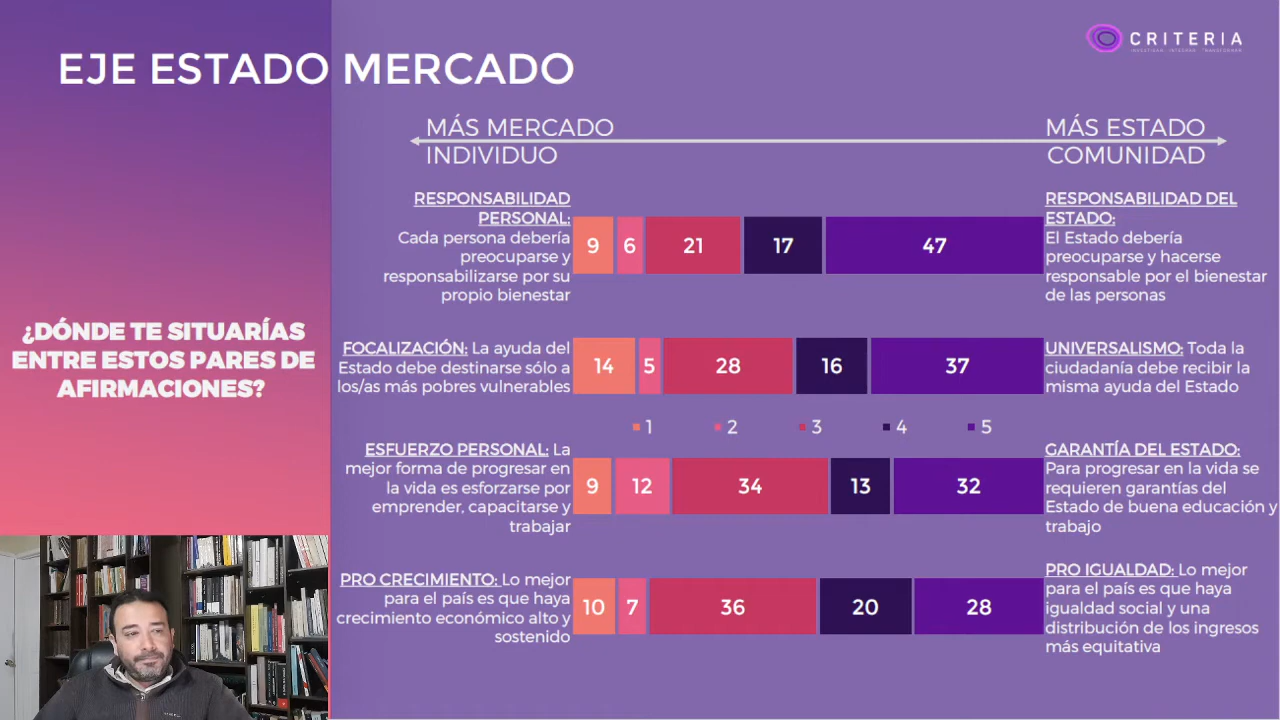 EJE ESTADO MERCADO
CRITERIA
INVESTIGAR . INTEGRAR . TRANSFORMAR
MÁS MERCADO
INDIVIDUO
MÁS ESTADO
COMUNIDAD
¿DÓNDE TE SITUARÍAS
ENTRE ESTOS PARES DE
AFIRMACIONES?
RESPONSABILIDAD
PERSONAL:
Cada persona debería
preocuparse y
responsabilizarse por su
propio bienestar
9 6 21 17 47
RESPONSABILIDAD DEL
ESTADO:
El Estado debería
preocuparse y hacerse
responsable por el bienestar
de las personas
FOCALIZACIÓN: La ayuda del
Estado debe destinarse sólo a
los/as más pobres vulnerables
14 5 28 16 37
UNIVERSALISMO: Toda la
ciudadanía debe recibir la
misma ayuda del Estado
1 2 3 4 5
ESFUERZO PERSONAL: La
mejor forma de progresar en
la vida es esforzarse por
emprender, capacitarse y
trabajar
9 12 34 13 32
GARANTÍA DEL ESTADO:
Para progresar en la vida se
requieren garantías del
Estado de buena educación y
trabajo
PRO CRECIMIENTO: Lo mejor
para el país es que haya
crecimiento económico alto y
sostenido
10 7 36 20 28
PRO IGUALDAD: Lo mejor
para el país es que haya
igualdad social y una
distribución de los ingresos
más equitativa